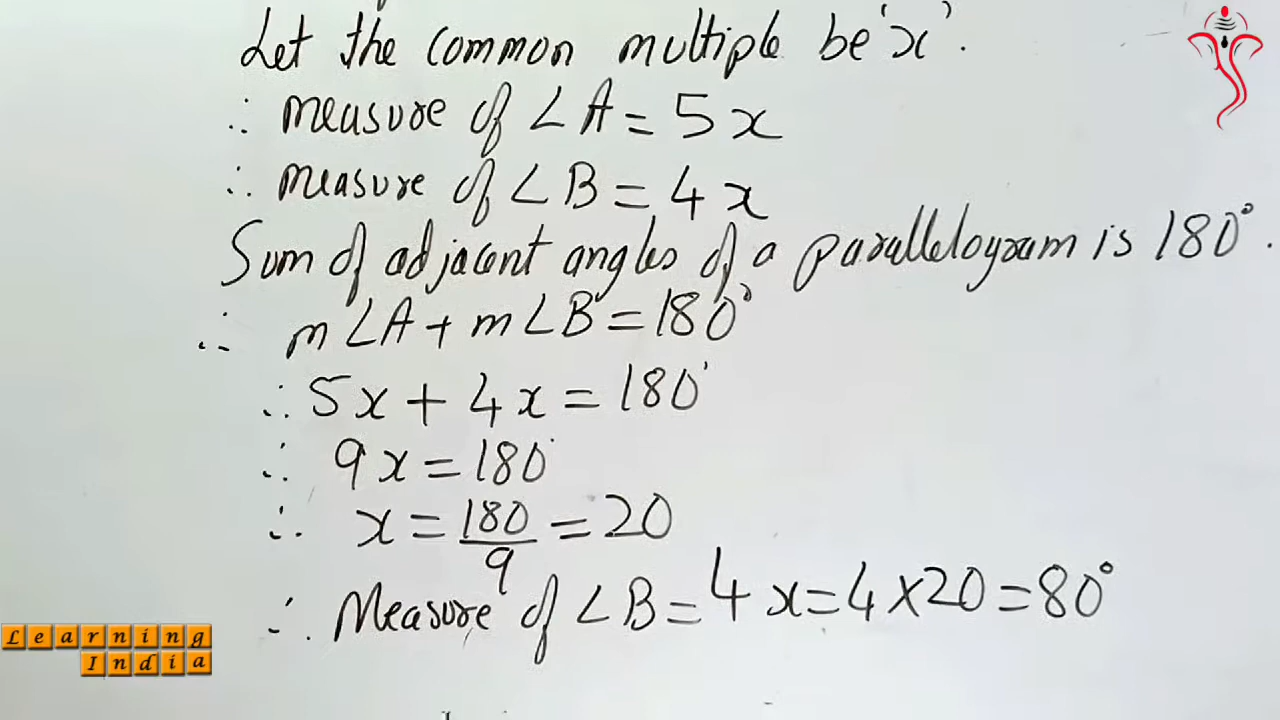 Let the common multiple be 'x'.
∴ measure of ∠A = 5x
∴ measure of ∠B = 4x
Sum of adjacent angles of a parallelogram is 180°.
∴ m∠A + m∠B = 180°
∴ 5x + 4x = 180°
∴ 9x = 180°
∴ x = 180/9 = 20
∴ Measure of ∠B = 4x = 4×20 = 80°
Learning
India